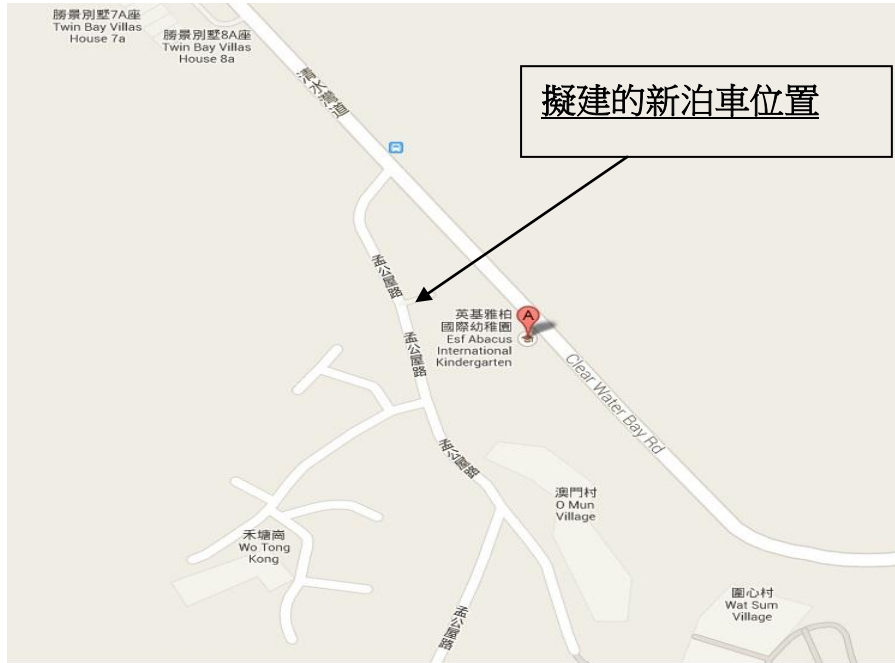 勝景別墅7A座
Twin Bay Villas
House 7a
勝景別墅8A座
Twin Bay Villas
House 8a
清水灣道
擬建的新泊車位置
孟公屋路
英基雅柏
國際幼稚園
Esf Abacus
International
Kindergarten
A
孟公屋路
Clear Water Bay Rd
孟公屋路
澳門村
O Mun
Village
禾塘崗
Wo Tong
Kong
圍心村
Wat Sum
Village
孟公屋路